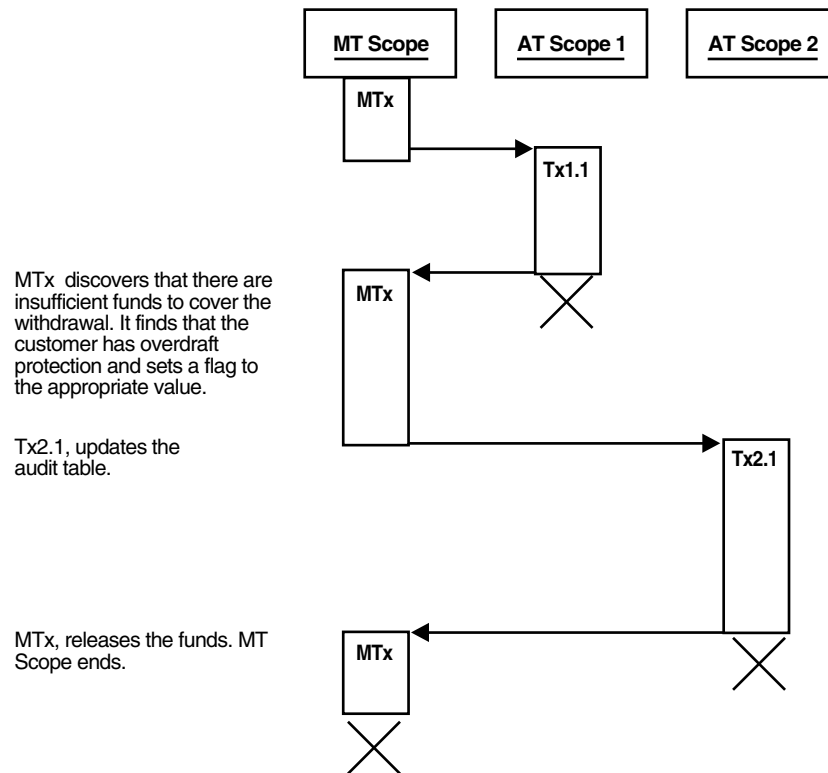 MT Scope AT Scope 1 AT Scope 2
MTx
Tx1.1
MTx discovers that there are
insufficient funds to cover the
withdrawal. It finds that the
customer has overdraft
protection and sets a flag to
the appropriate value.
MTx
Tx2.1, updates the
audit table.
Tx2.1
MTx, releases the funds. MT
Scope ends.
MTx